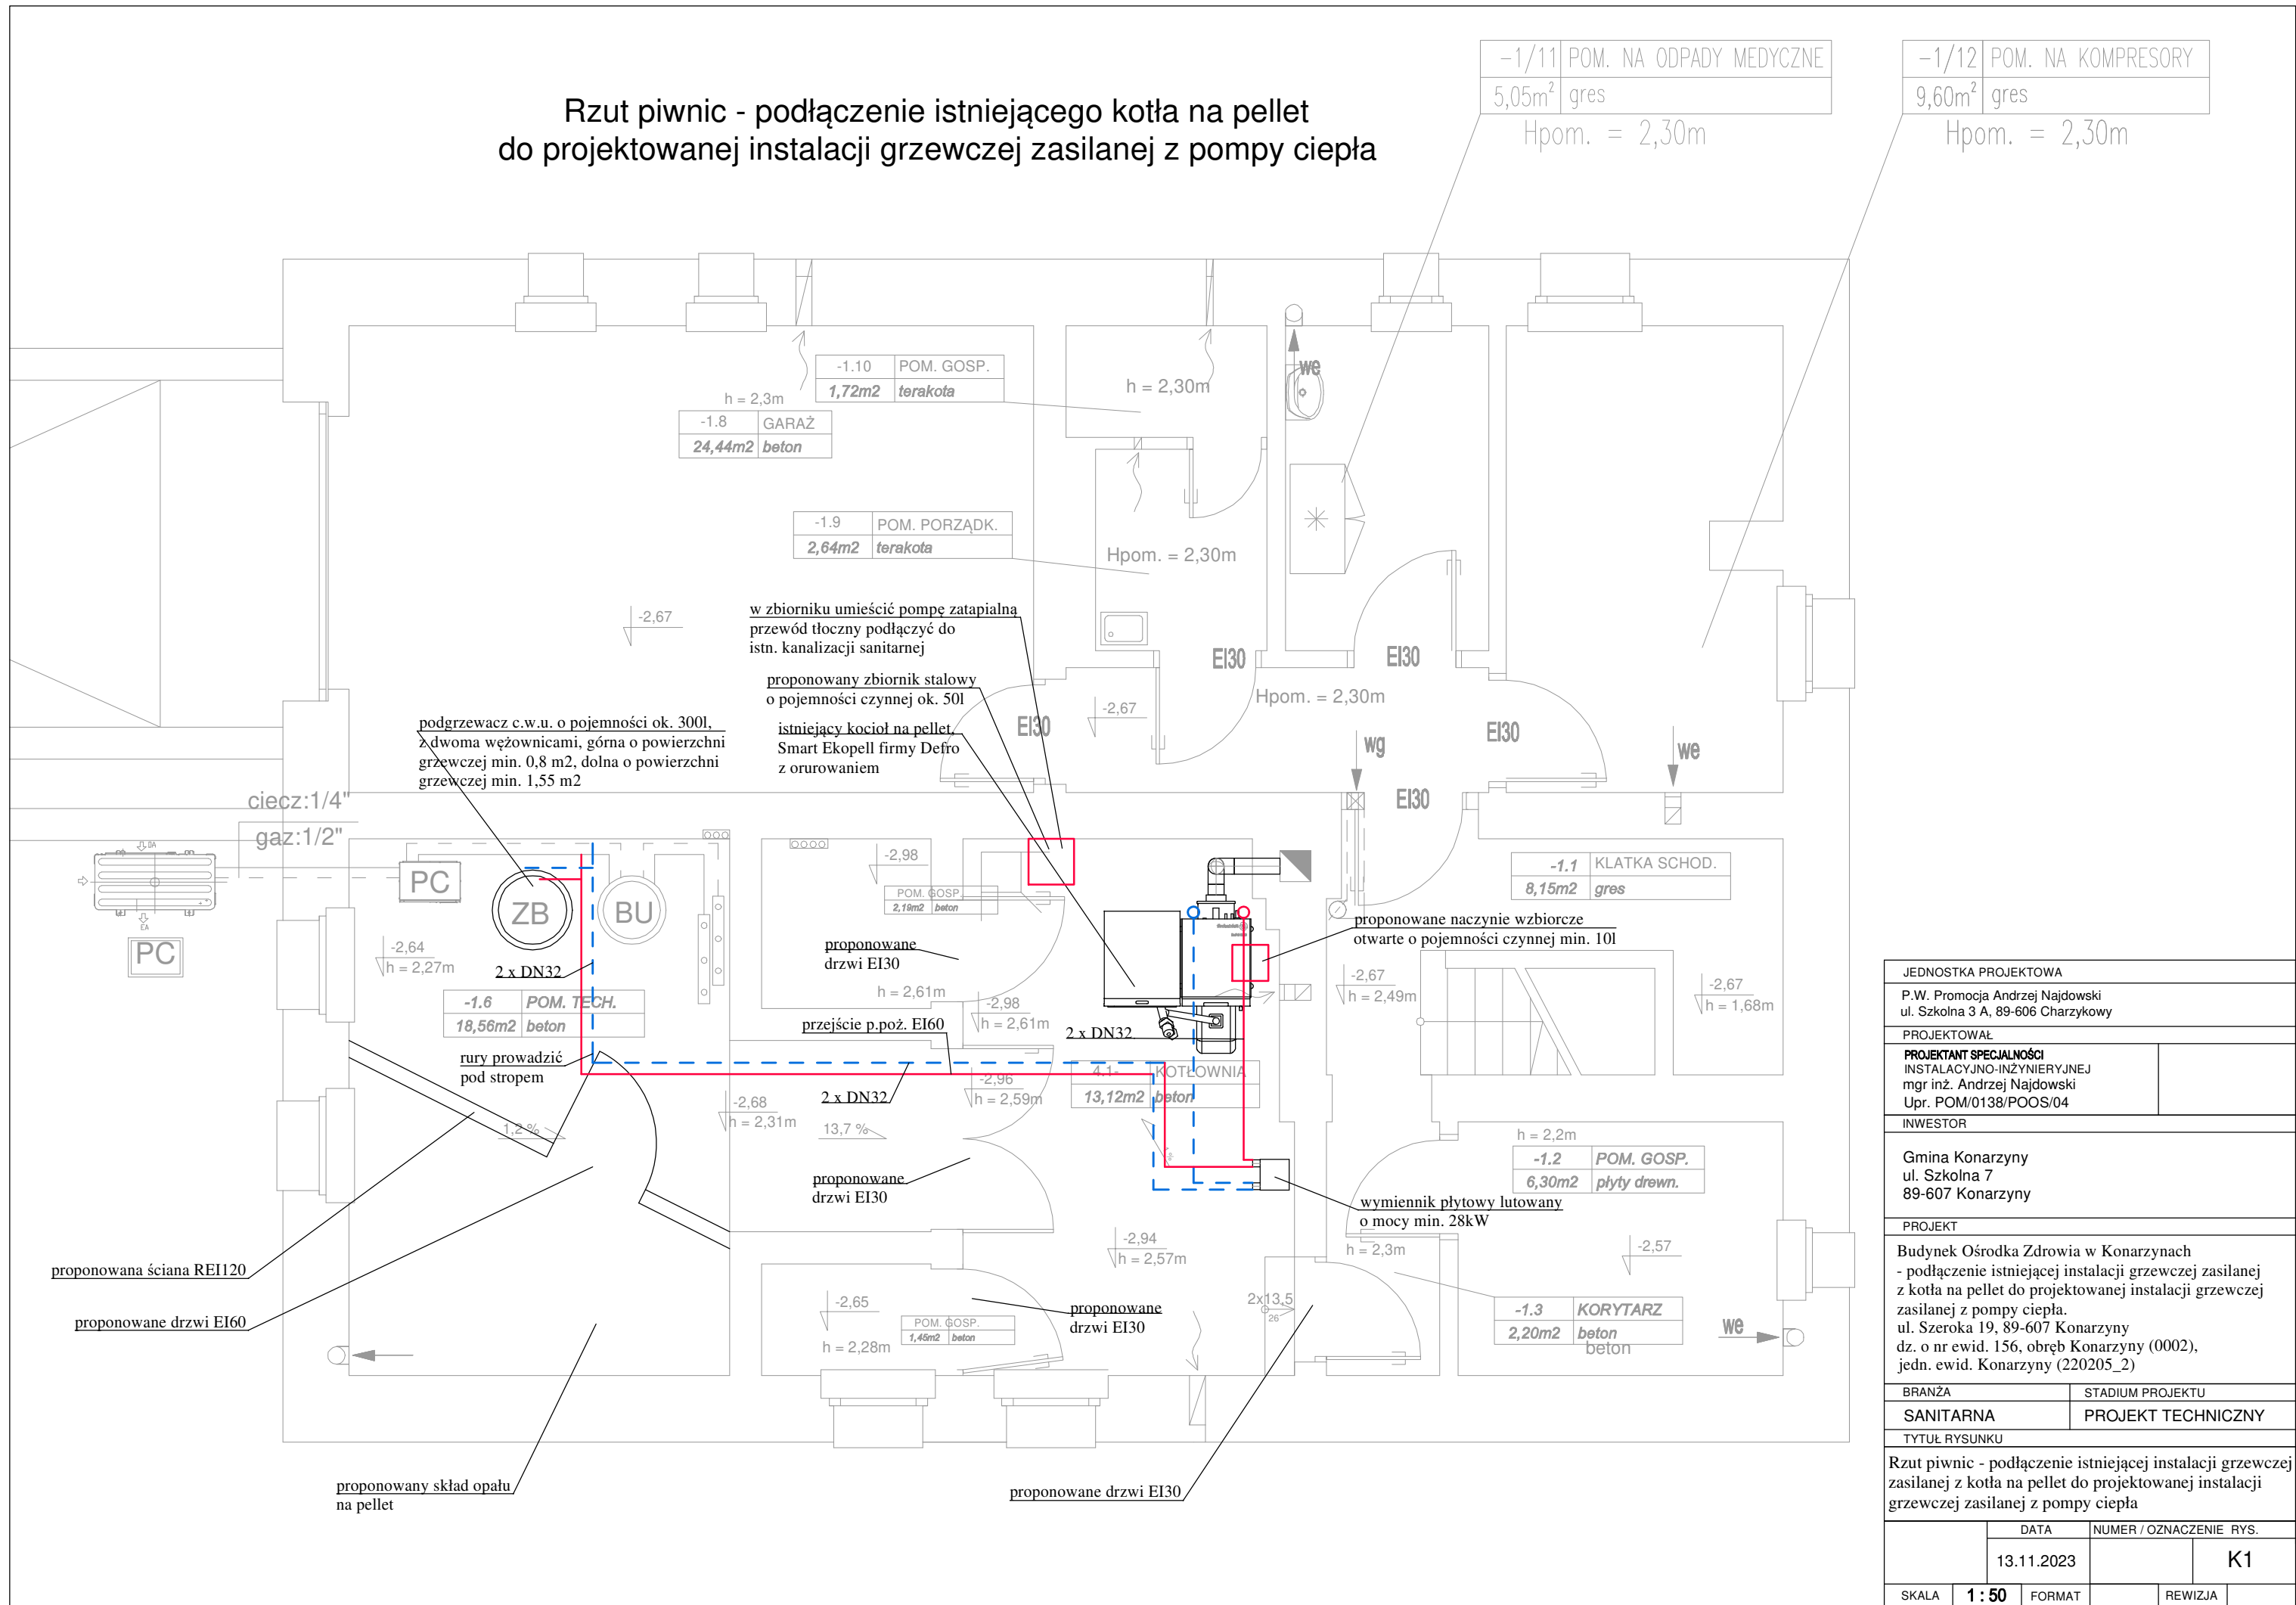 Rzut piwnic - podłączenie istniejącego kotła na pellet
do projektowanej instalacji grzewczej zasilanej z pompy ciepła
-1/11 POM. NA ODPADY MEDYCZNE
5,05m² gres
Hpom. = 2,30m
-1/12 POM. NA KOMPRESORY
9,60m² gres
Hpom. = 2,30m
-1.10 POM. GOSP.
1,72m2 terakota
h = 2,3m
-1.8 GARAŻ
24,44m2 beton
h = 2,30m
we
-1.9 POM. PORZĄDK.
2,64m2 terakota
Hpom. = 2,30m
-2,67
w zbiorniku umieścić pompę zatapialną
przewód tłoczny podłączyć do
istn. kanalizacji sanitarnej
EI30
EI30
proponowany zbiornik stalowy
o pojemności czynnej ok. 50l
Hpom. = 2,30m
-2,67
EI30
EI30
istniejący kocioł na pellet,
Smart Ekopell firmy Defro
z orurowaniem
wg
we
EI30
podgrzewacz c.w.u. o pojemności ok. 300l,
z dwoma wężownicami, górna o powierzchni
grzewczej min. 0,8 m2, dolna o powierzchni
grzewczej min. 1,55 m2
ciecz:1/4"
gaz:1/2"
DA
EA
PC
PC
ZB
BU
-2,98
POM. GOSP.
2,19m2 beton
-1.1 KLATKA SCHOD.
8,15m2 gres
proponowane naczynie wzbiorcze
otwarte o pojemności czynnej min. 10l
proponowane
drzwi EI30
-2,64
h = 2,27m
2 x DN32
h = 2,61m
-1.6 POM. TECH.
18,56m2 beton
-2,98
h = 2,61m
przejście p.poż. EI60
2 x DN32
-2,67
h = 2,49m
-2,67
h = 1,68m
rury prowadzić
pod stropem
4.1- KOTŁOWNIA
13,12m2 beton
-2,96
h = 2,59m
2 x DN32
-2,68
h = 2,31m
1,2 %
13,7 %
h = 2,2m
-1.2 POM. GOSP.
6,30m2 płyty drewn.
proponowane
drzwi EI30
wymiennik płytowy lutowany
o mocy min. 28kW
-2,94
h = 2,57m
h = 2,3m
-2,57
proponowana ściana REI120
proponowane drzwi EI60
-2,65
h = 2,28m
POM. GOSP.
1,45m2 beton
proponowane
drzwi EI30
2x13,5
26
-1.3 KORYTARZ
2,20m2 beton
beton
we
proponowany skład opału
na pellet
proponowane drzwi EI30
JEDNOSTKA PROJEKTOWA
P.W. Promocja Andrzej Najdowski
ul. Szkolna 3 A, 89-606 Charzykowy
PROJEKTOWAŁ
PROJEKTANT SPECJALNOŚCI
INSTALACYJNO-INŻYNIERYJNEJ
mgr inż. Andrzej Najdowski
Upr. POM/0138/POOS/04
INWESTOR
Gmina Konarzyny
ul. Szkolna 7
89-607 Konarzyny
PROJEKT
Budynek Ośrodka Zdrowia w Konarzynach
- podłączenie istniejącej instalacji grzewczej zasilanej
z kotła na pellet do projektowanej instalacji grzewczej
zasilanej z pompy ciepła.
ul. Szeroka 19, 89-607 Konarzyny
dz. o nr ewid. 156, obręb Konarzyny (0002),
jedn. ewid. Konarzyny (220205_2)
BRANŻA STADIUM PROJEKTU
SANITARNA PROJEKT TECHNICZNY
TYTUŁ RYSUNKU
Rzut piwnic - podłączenie istniejącej instalacji grzewczej
zasilanej z kotła na pellet do projektowanej instalacji
grzewczej zasilanej z pompy ciepła
DATA NUMER / OZNACZENIE RYS.
13.11.2023 K1
SKALA 1 : 50 FORMAT REWIZJA